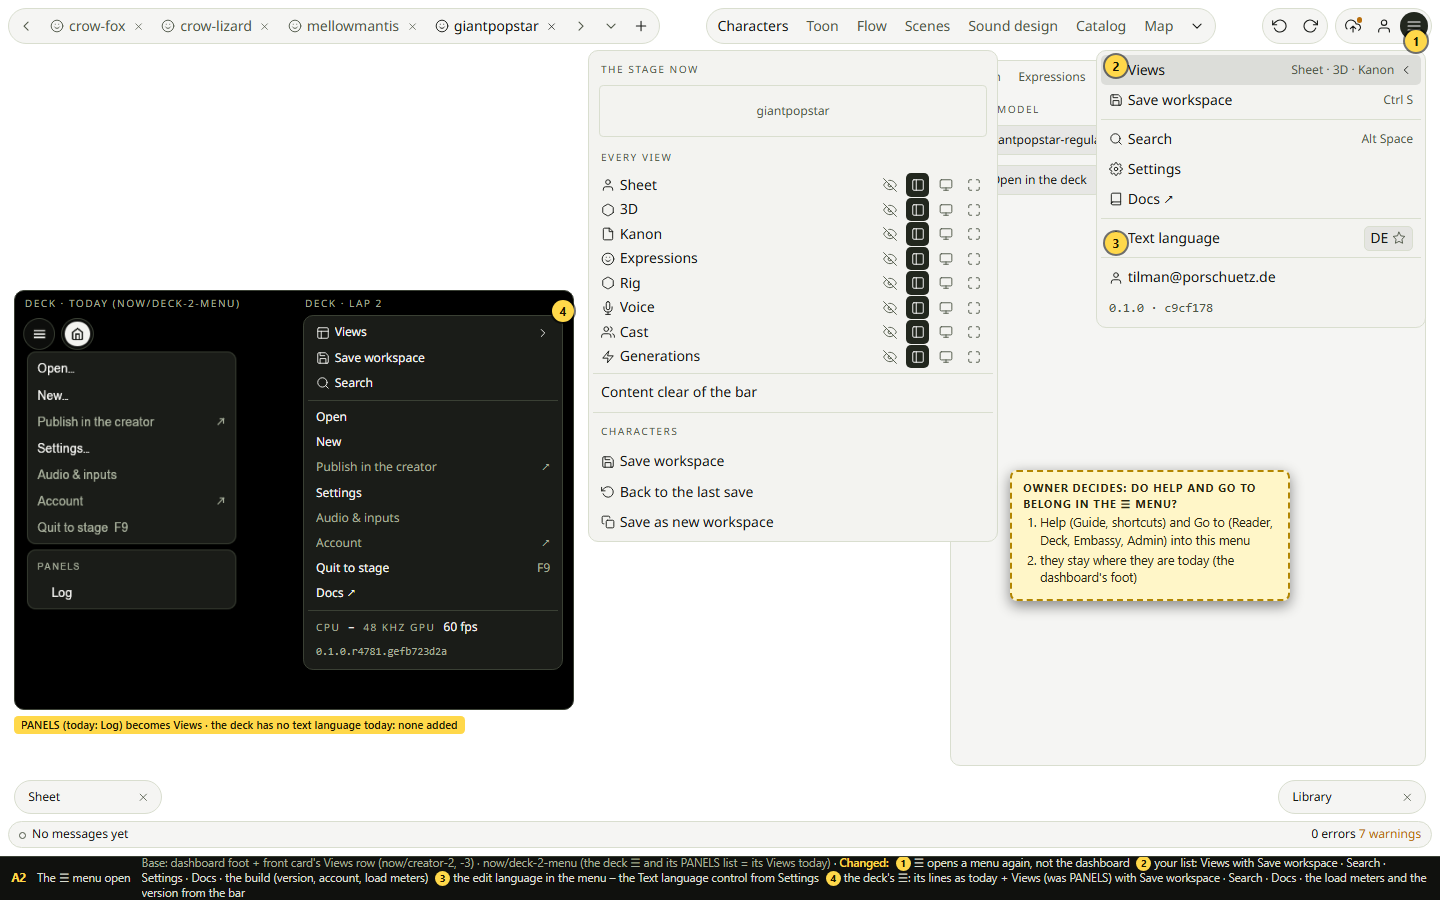 crow-fox
crow-lizard
mellowmantis
giantpopstar
Characters Toon Flow Scenes Sound design Catalog Map
1
THE STAGE NOW
giantpopstar
EVERY VIEW
Sheet
3D
Kanon
Expressions
Rig
Voice
Cast
Generations
Content clear of the bar
CHARACTERS
Save workspace
Back to the last save
Save as new workspace
Expressions
MODEL
antpopstar-regula
Open in the deck
2 Views Sheet · 3D · Kanon
Save workspace Ctrl S
Search Alt Space
Settings
Docs ↗
3 Text language DE
tilman@porschuetz.de
0.1.0 · c9cf178
DECK · TODAY (NOW/DECK-2-MENU)
Open…
New…
Publish in the creator ↗
Settings…
Audio & inputs
Account ↗
Quit to stage F9
PANELS
Log
DECK · LAP 2
4
Views
Save workspace
Search
Open
New
Publish in the creator ↗
Settings
Audio & inputs
Account ↗
Quit to stage F9
Docs ↗
CPU – 48 KHZ GPU 60 fps
0.1.0.r4781.gefb723d2a
PANELS (today: Log) becomes Views · the deck has no text language today: none added
OWNER DECIDES: DO HELP AND GO TO
BELONG IN THE ☰ MENU?
1. Help (Guide, shortcuts) and Go to (Reader,
Deck, Embassy, Admin) into this menu
2. they stay where they are today (the
dashboard's foot)
Sheet
Library
No messages yet
0 errors 7 warnings
A2 The ☰ menu open
Base: dashboard foot + front card's Views row (now/creator-2, -3) · now/deck-2-menu (the deck ☰ and its PANELS list = its Views today) · Changed: 1 ☰ opens a menu again, not the dashboard 2 your list: Views with Save workspace · Search ·
Settings · Docs · the build (version, account, load meters) 3 the edit language in the menu – the Text language control from Settings 4 the deck's ☰: its lines as today + Views (was PANELS) with Save workspace · Search · Docs · the load meters and the
version from the bar